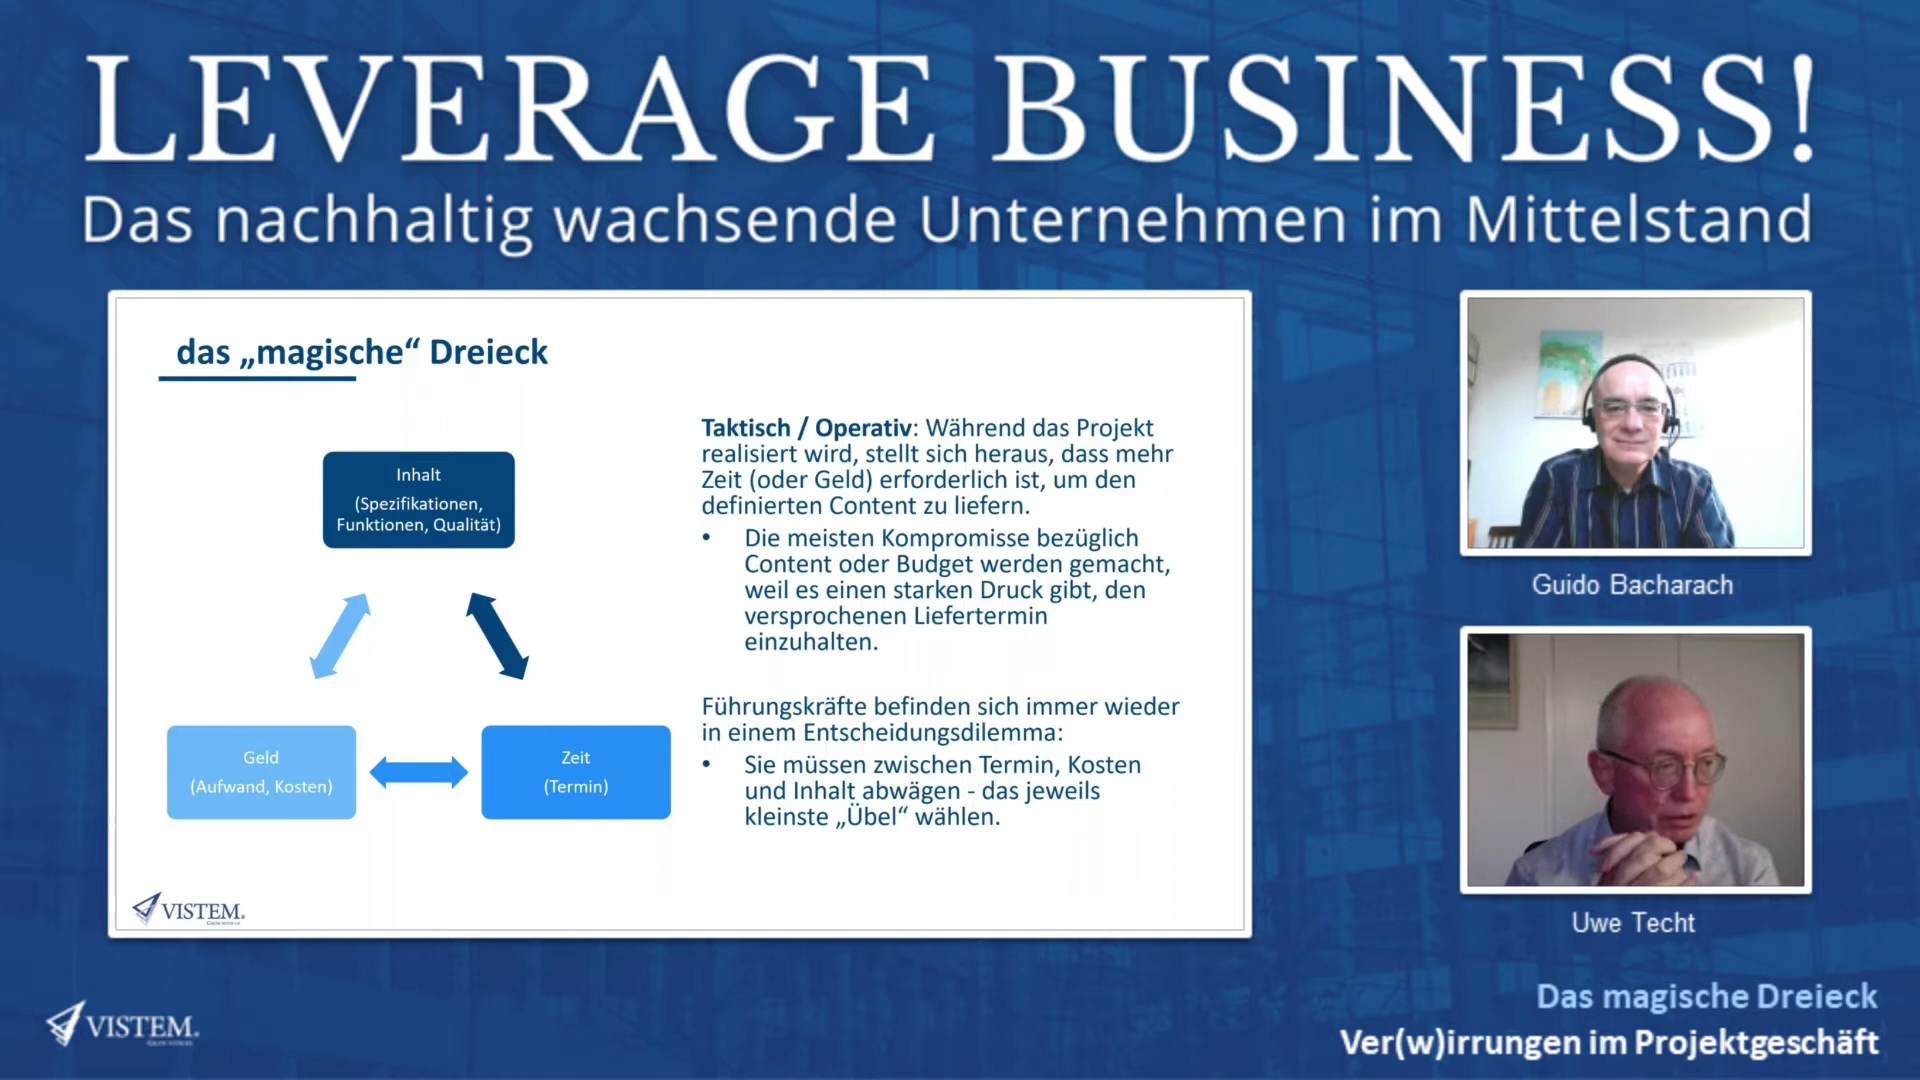 LEVERAGE BUSINESS!
Das nachhaltig wachsende Unternehmen im Mittelstand
das „magische“ Dreieck
Inhalt
(Spezifikationen,
Funktionen, Qualität)
Geld
(Aufwand, Kosten)
Zeit
(Termin)
Taktisch / Operativ: Während das Projekt
realisiert wird, stellt sich heraus, dass mehr
Zeit (oder Geld) erforderlich ist, um den
definierten Content zu liefern.
• Die meisten Kompromisse bezüglich
Content oder Budget werden gemacht,
weil es einen starken Druck gibt, den
versprochenen Liefertermin
einzuhalten.
Führungskräfte befinden sich immer wieder
in einem Entscheidungsdilemma:
• Sie müssen zwischen Termin, Kosten
und Inhalt abwägen - das jeweils
kleinste „Übel“ wählen.
VISTEM.
Guido Bacharach
Uwe Techt
VISTEM.
Das magische Dreieck
Ver(w)irrungen im Projektgeschäft